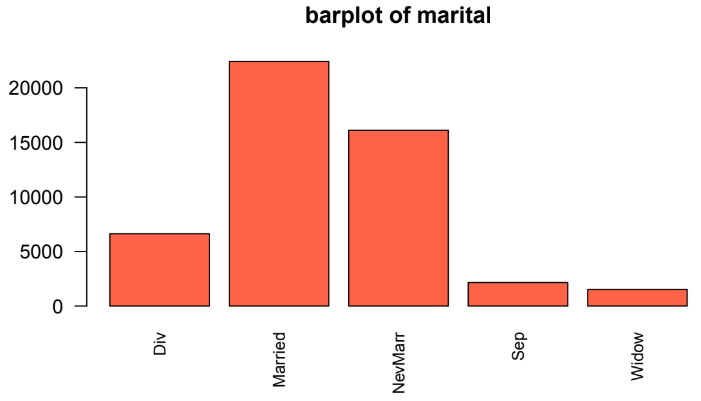 barplot of marital
20000
15000
10000
5000
0
Div
Married
NevMarr
Sep
Widow